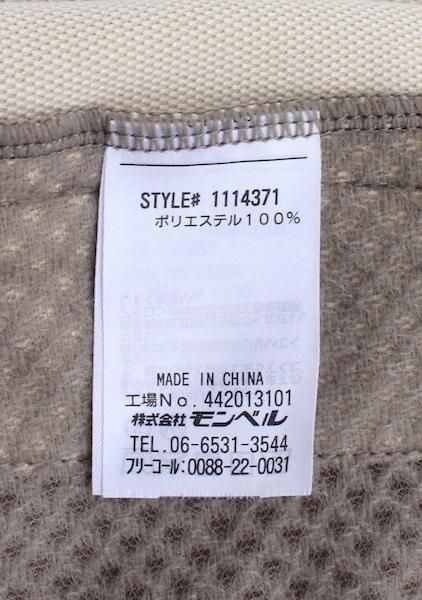 STYLE# 1114371
ポリエステル100%
MADE IN CHINA
工場No. 442013101
株式会社 モンベル
TEL. 06-6531-3544
フリーコール:0088-22-0031